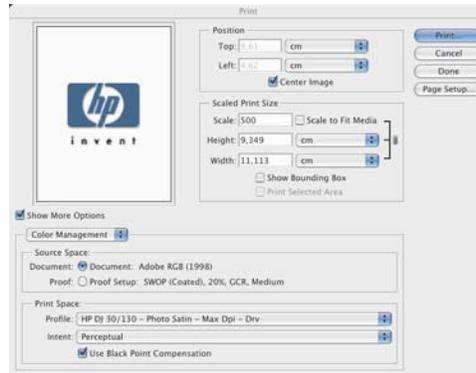 Print
Position
Top: 9,61 cm
Left: 4,62 cm
Center Image
Print...
Cancel
Done
Page Setup...
hp
invent
Scaled Print Size
Scale: 500 Scale to Fit Media
Height: 9,349 cm
Width: 11,113 cm
Show Bounding Box
Print Selected Area
Show More Options
Color Management
Source Space:
Document: Document: Adobe RGB (1998)
Proof: Proof Setup: SWOP (Coated), 20%, GCR, Medium
Print Space:
Profile: HP DJ 30/130 – Photo Satin – Max Dpi – Drv
Intent: Perceptual
Use Black Point Compensation